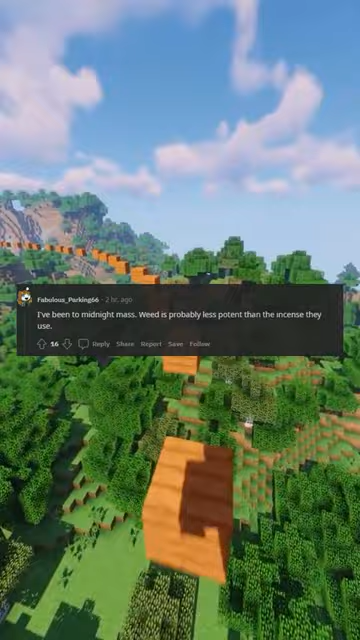 Fabulous_Parking66 · 2 hr. ago
I've been to midnight mass. Weed is probably less potent than the incense they
use.
16 Reply Share Report Save Follow